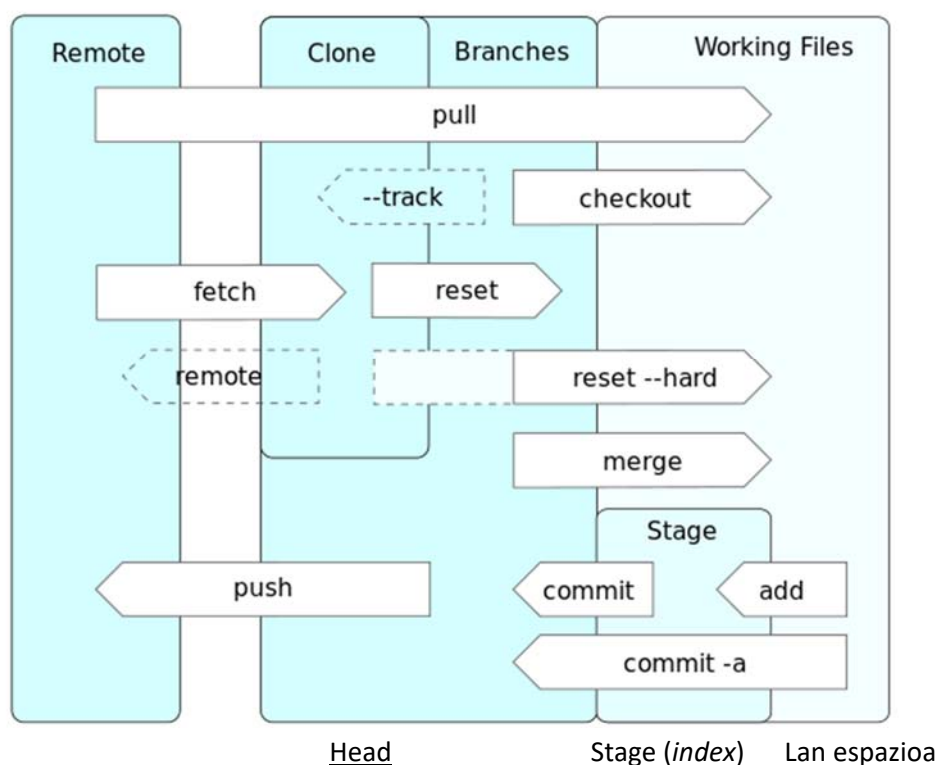 Remote Clone Branches Working Files
pull
--track checkout
fetch reset
remote reset --hard
merge
Stage
push commit add
commit -a
Head Stage (index) Lan espazioa